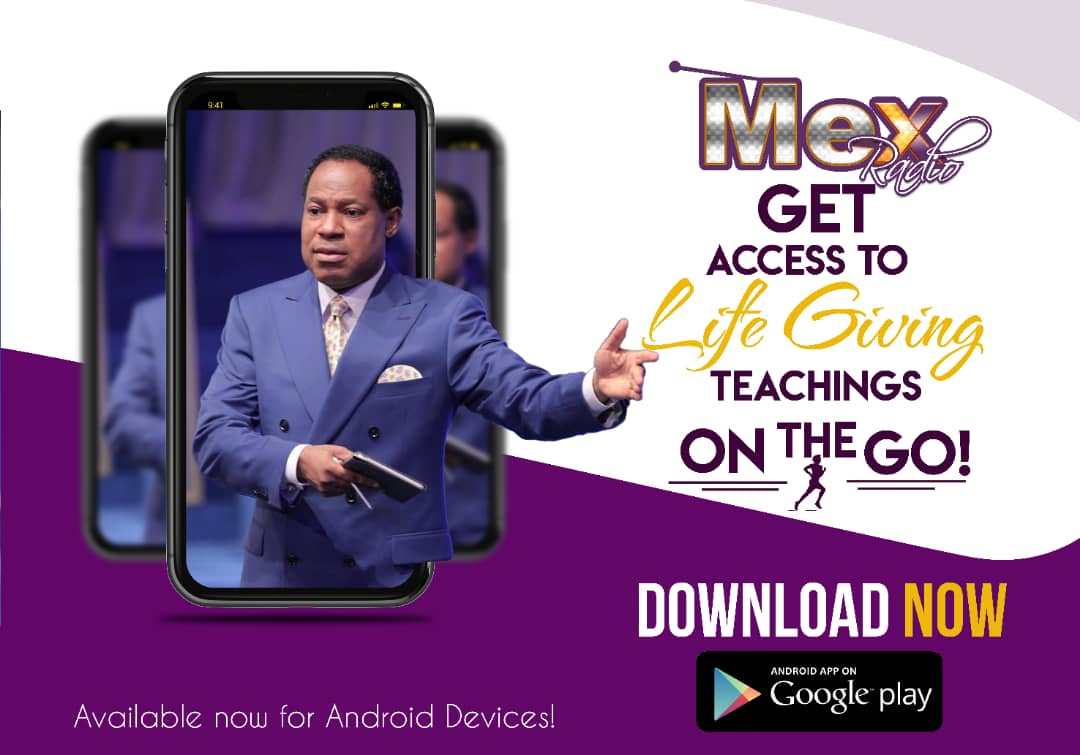 9:41
Mex
Radio
GET
ACCESS TO
Life Giving
TEACHINGS
ON THE GO!
DOWNLOAD NOW
ANDROID APP ON
Google play
Available now for Android Devices!